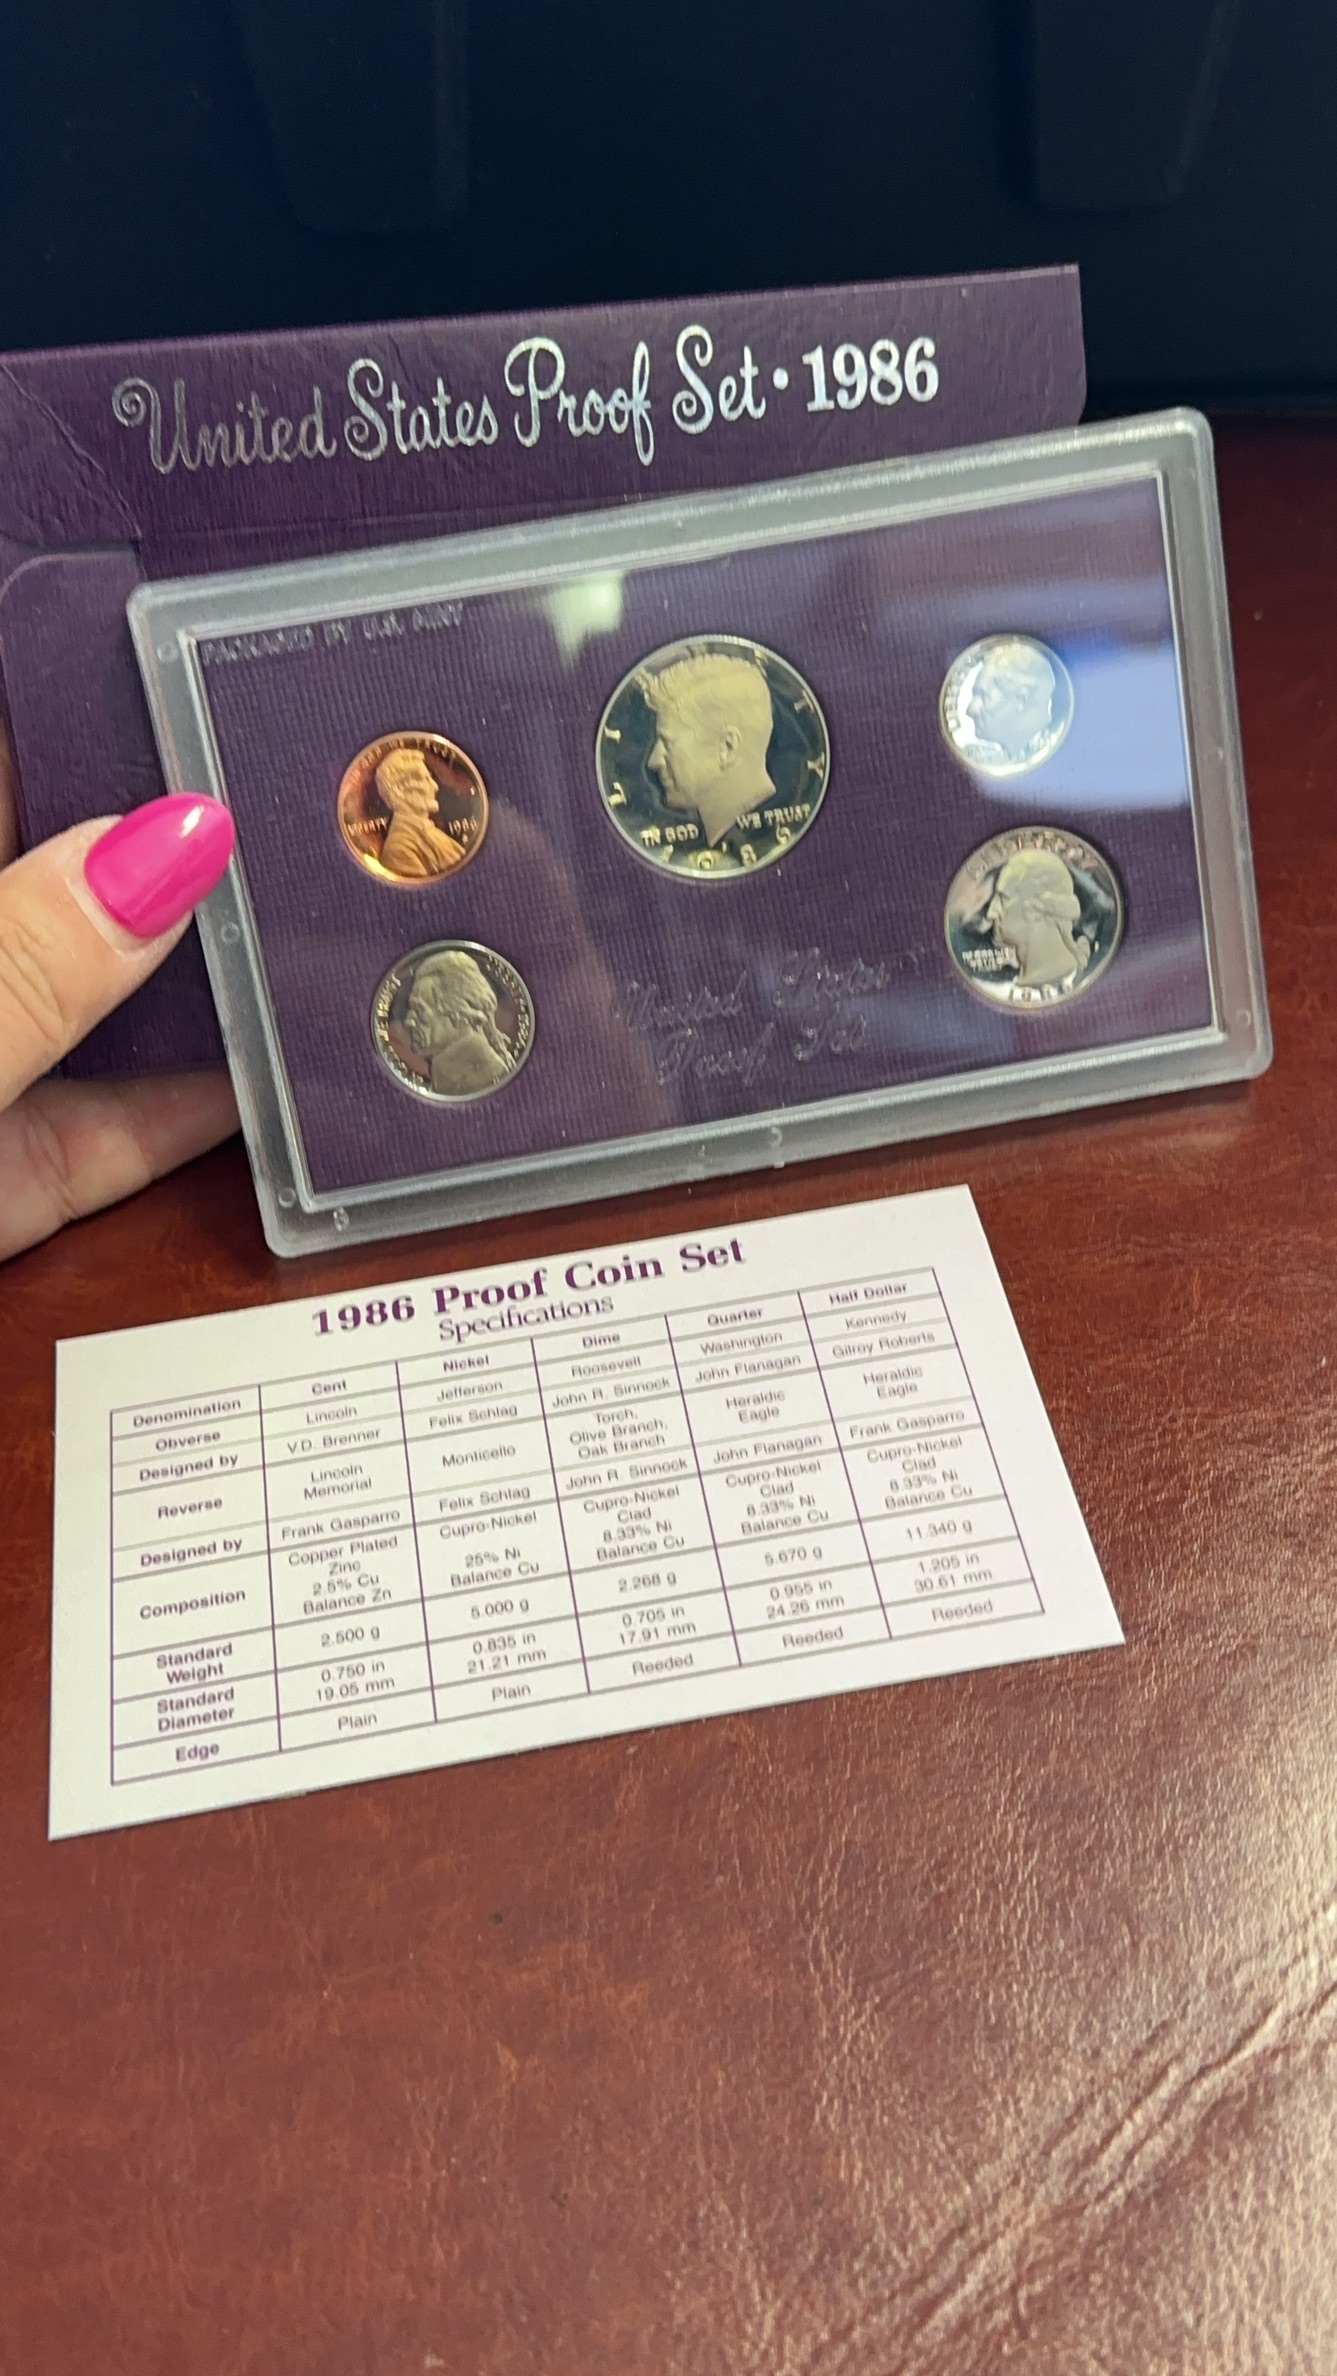 United States Proof Set • 1986
PACKAGED BY U.S. MINT
LIBERTY 1986
S
IN GOD WE TRUST
United States
Proof Set
1986 Proof Coin Set
Specifications
Denomination Cent Nickel Dime Quarter Half Dollar
Obverse Lincoln Jefferson Roosevelt Washington Kennedy
Designed by V.D. Brenner Felix Schlag John R. Sinnock John Flanagan Gilroy Roberts
Reverse Lincoln Memorial Monticello Torch, Olive Branch, Oak Branch Heraldic Eagle Heraldic Eagle
Designed by Frank Gasparro Felix Schlag John R. Sinnock John Flanagan Frank Gasparro
Composition Copper Plated Zinc 2.5% Cu Balance Zn Cupro-Nickel 25% Ni Balance Cu Cupro-Nickel Clad 8.33% Ni Balance Cu Cupro-Nickel Clad 8.33% Ni Balance Cu Cupro-Nickel Clad 8.33% Ni Balance Cu
Standard Weight 2.500 g 5.000 g 2.268 g 5.670 g 11.340 g
Standard Diameter 0.750 in 19.05 mm 0.835 in 21.21 mm 0.705 in 17.91 mm 0.955 in 24.26 mm 1.205 in 30.61 mm
Edge Plain Plain Reeded Reeded Reeded